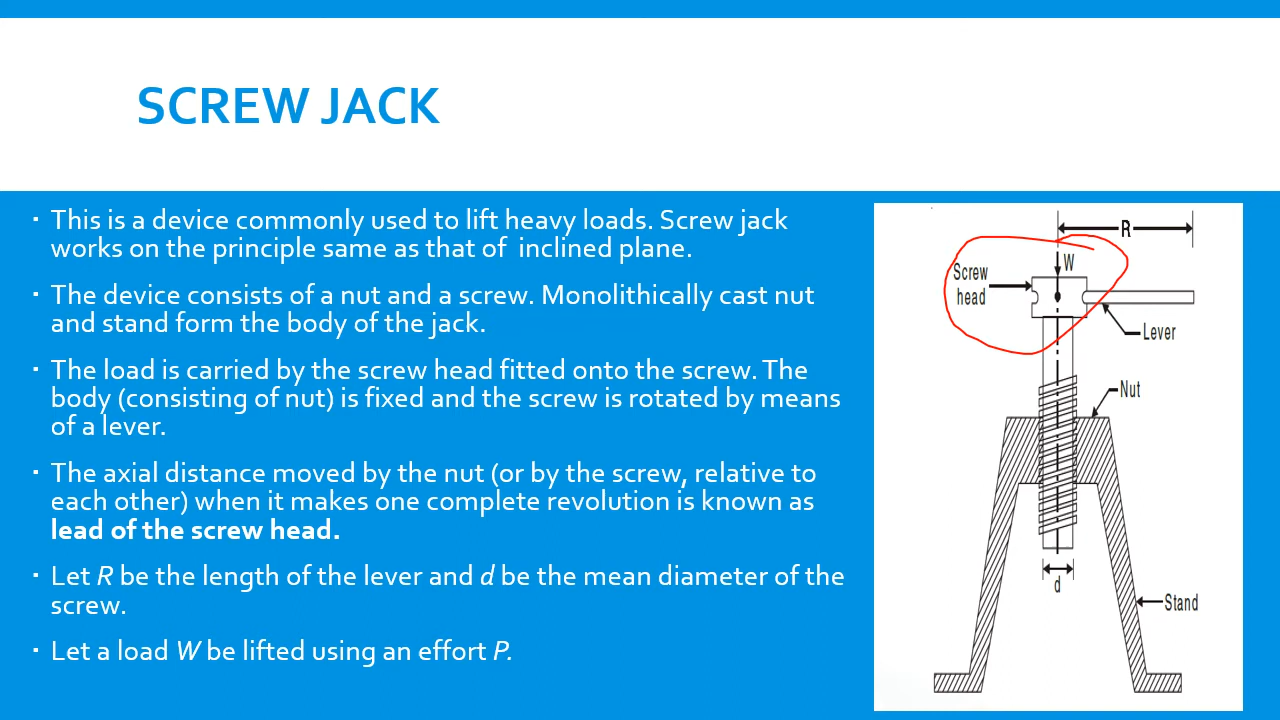 SCREW JACK
▪ This is a device commonly used to lift heavy loads. Screw jack
works on the principle same as that of inclined plane.
▪ The device consists of a nut and a screw. Monolithically cast nut
and stand form the body of the jack.
▪ The load is carried by the screw head fitted onto the screw. The
body (consisting of nut) is fixed and the screw is rotated by means
of a lever.
▪ The axial distance moved by the nut (or by the screw, relative to
each other) when it makes one complete revolution is known as
lead of the screw head.
▪ Let R be the length of the lever and d be the mean diameter of the
screw.
▪ Let a load W be lifted using an effort P.
R
W
Screw
head
Lever
Nut
d
Stand